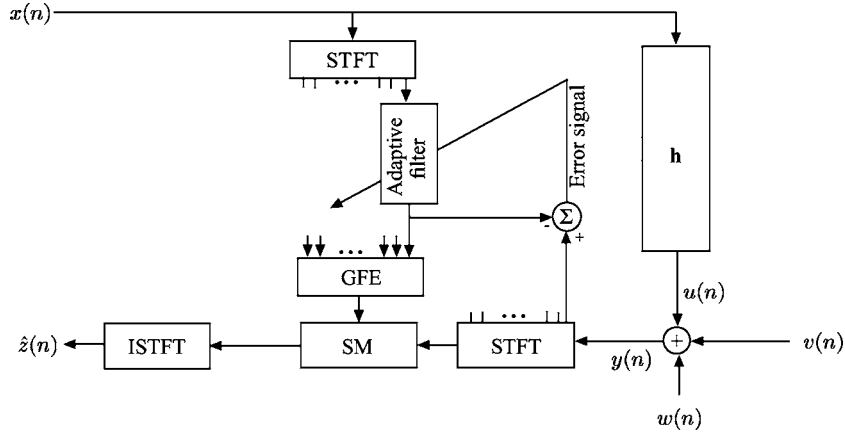 x(n)
STFT
...
Adaptive
filter
Error signal
h
Σ
-
+
...
GFE
u(n)
...
ẑ(n)
ISTFT
SM
STFT
y(n)
+
v(n)
w(n)